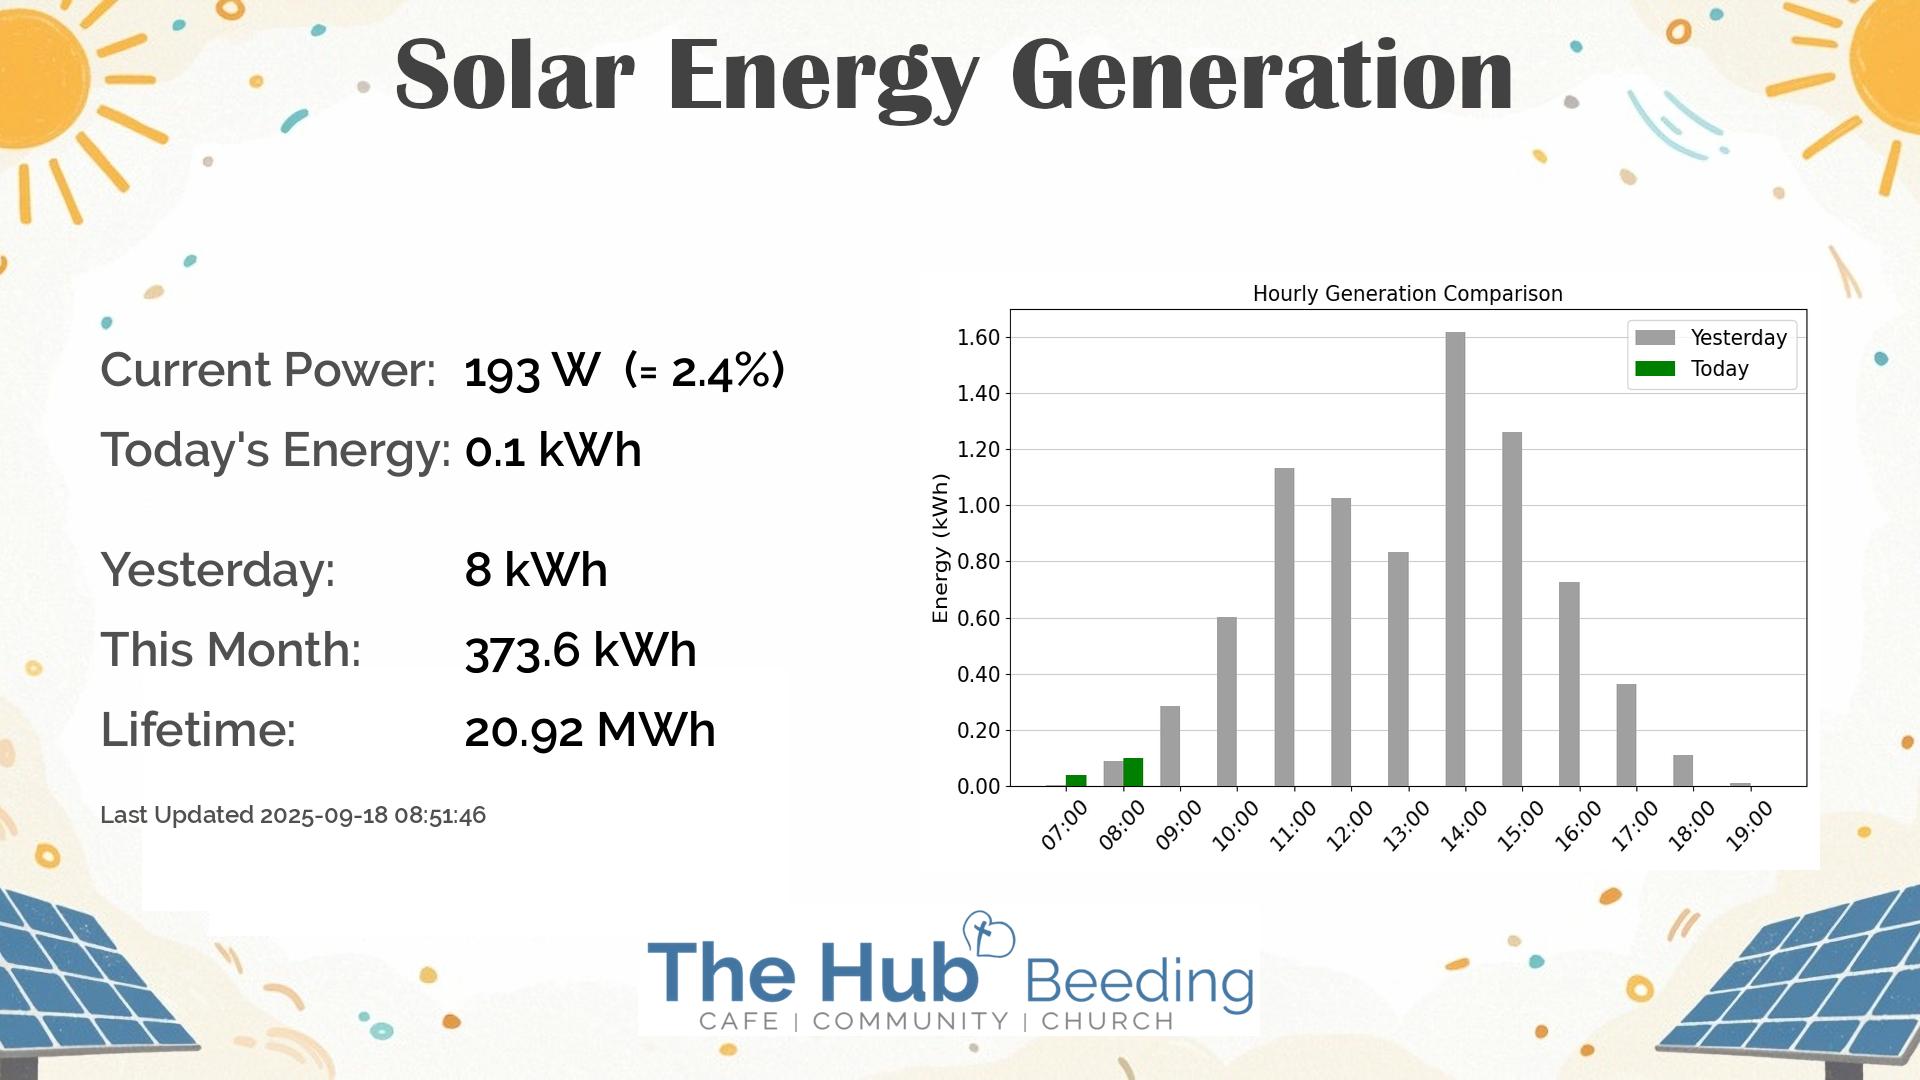 Solar Energy Generation
Current Power: 193 W (= 2.4%)
Today's Energy: 0.1 kWh
Yesterday: 8 kWh
This Month: 373.6 kWh
Lifetime: 20.92 MWh
Last Updated 2025-09-18 08:51:46
Hourly Generation Comparison
Yesterday
Today
Energy (kWh)
1.60
1.40
1.20
1.00
0.80
0.60
0.40
0.20
0.00
07:00 08:00 09:00 10:00 11:00 12:00 13:00 14:00 15:00 16:00 17:00 18:00 19:00
The Hub Beeding
CAFE | COMMUNITY | CHURCH